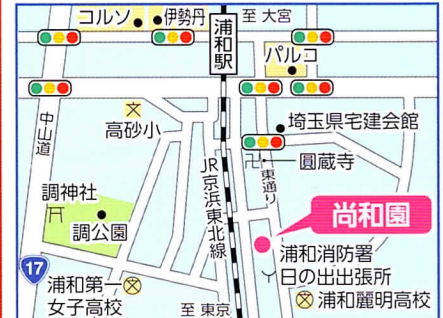 コルソ
伊勢丹
至 大宮
浦和駅
パルコ
中山道
高砂小
埼玉県宅建会館
圓蔵寺
東通り
JR京浜東北線
調神社
調公園
尚和園
浦和消防署
日の出出張所
17
浦和第一
女子高校
至 東京
浦和麗明高校